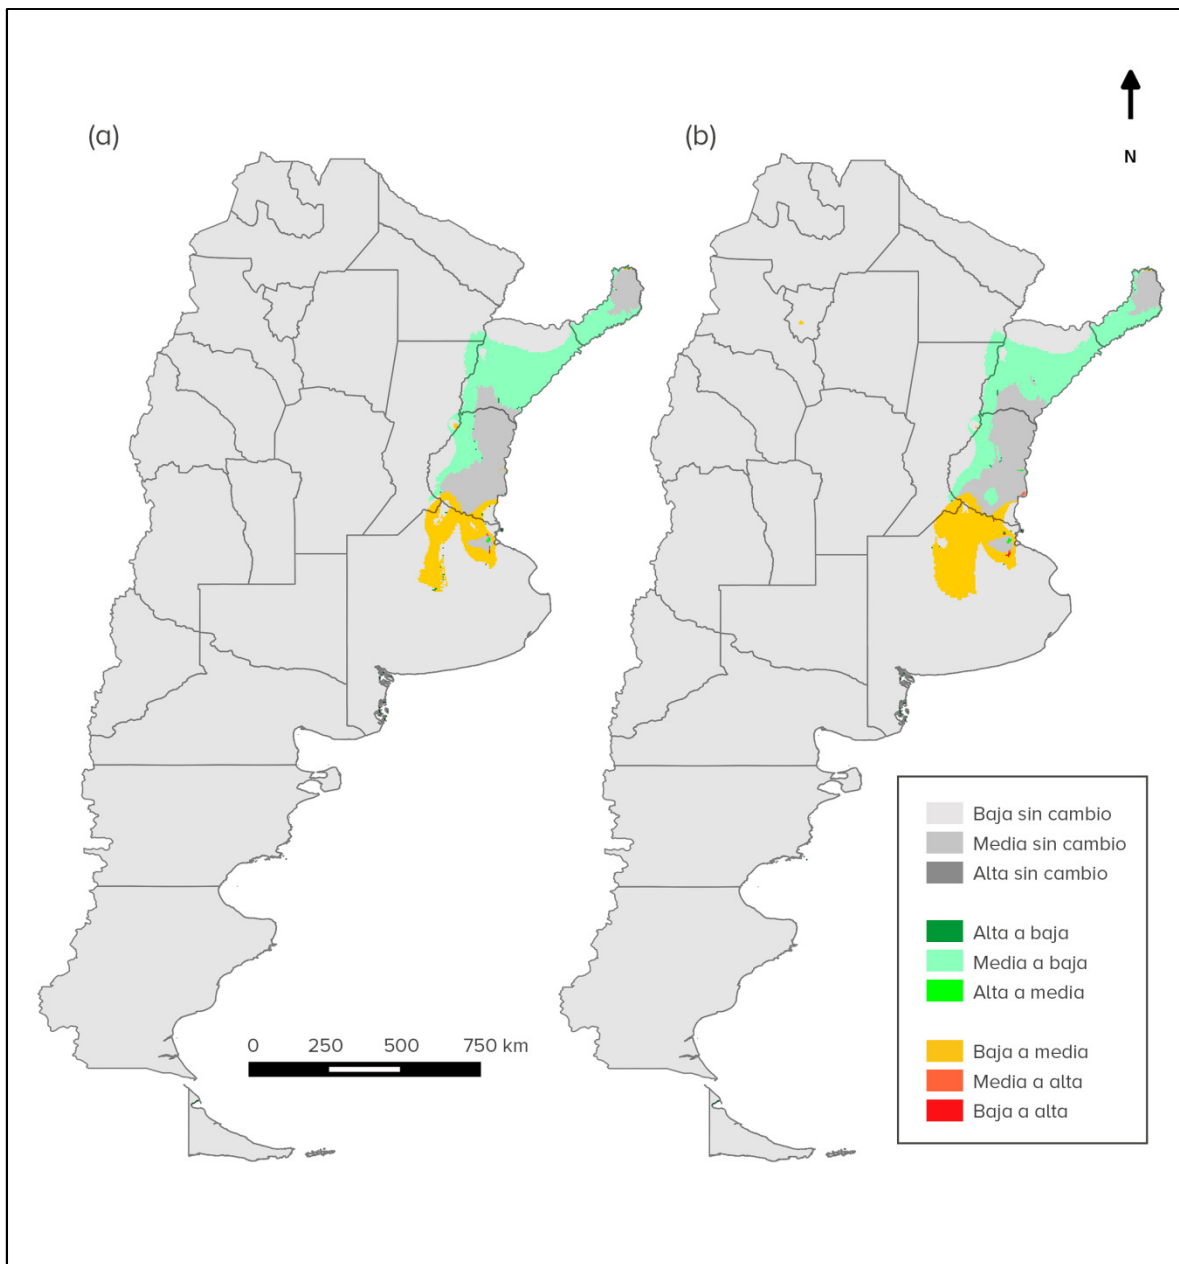 (a)
(b)
N
Baja sin cambio
Media sin cambio
Alta sin cambio
Alta a baja
Media a baja
Alta a media
Baja a media
Media a alta
Baja a alta
0 250 500 750 km